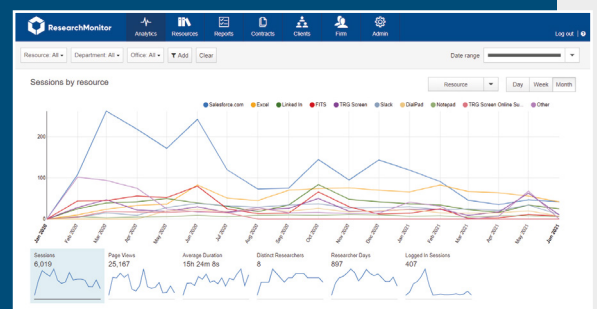 ResearchMonitor
Analytics Resources Reports Contracts Clients Firm Admin
Log out
Resource: All Department: All Office: All Add Clear
Date range
Sessions by resource
Resource Day Week Month
Salesforce.com Excel Linked In FITS TRG Screen Slack DialPad Notepad TRG Screen Online Su... Other
200
100
0
Jan.2020 Feb.2020 Mar.2020 Apr.2020 May.2020 Jun.2020 Jul.2020 Aug.2020 Sep.2020 Oct.2020 Nov.2020 Dec.2020 Jan.2021 Feb.2021 Mar.2021 Apr.2021 May.2021 Jun.2021
Sessions Page Views Average Duration Distinct Researchers Researcher Days Logged In Sessions
6,019 25,167 15h 24m 8s 8 897 407